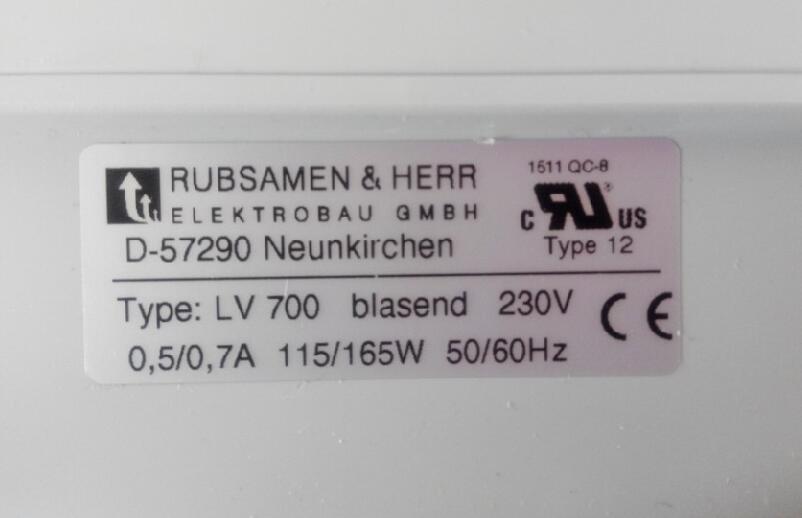 RUBSAMEN & HERR
ELEKTROBAU GMBH
D-57290 Neunkirchen
1511 QC-8
C RU® US
Type 12
Type: LV 700 blasend 230V CE
0,5/0,7A 115/165W 50/60Hz